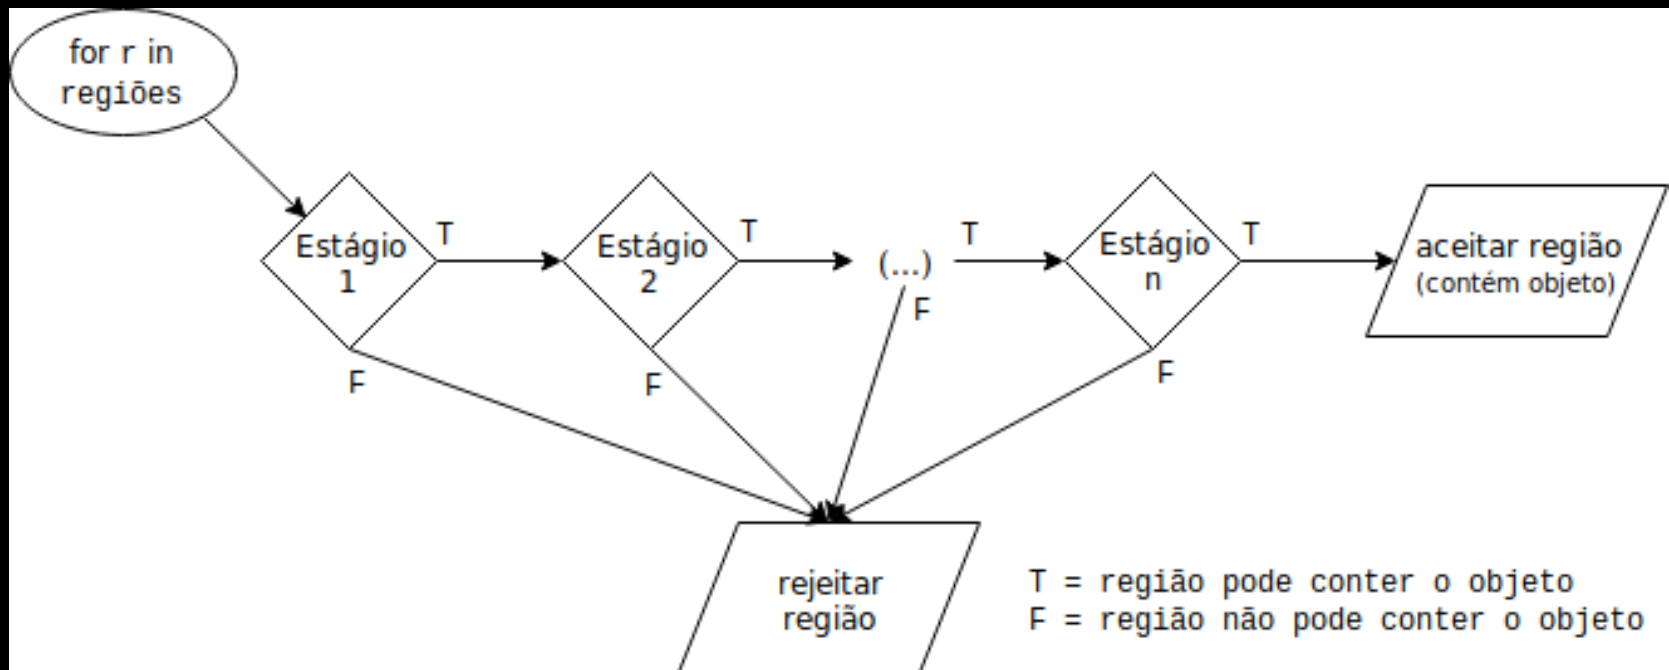 for r in
regiões
Estágio
1
T
F
Estágio
2
T
F
(...)
T
F
Estágio
n
T
F
aceitar região
(contém objeto)
rejeitar
região
T = região pode conter o objeto
F = região não pode conter o objeto